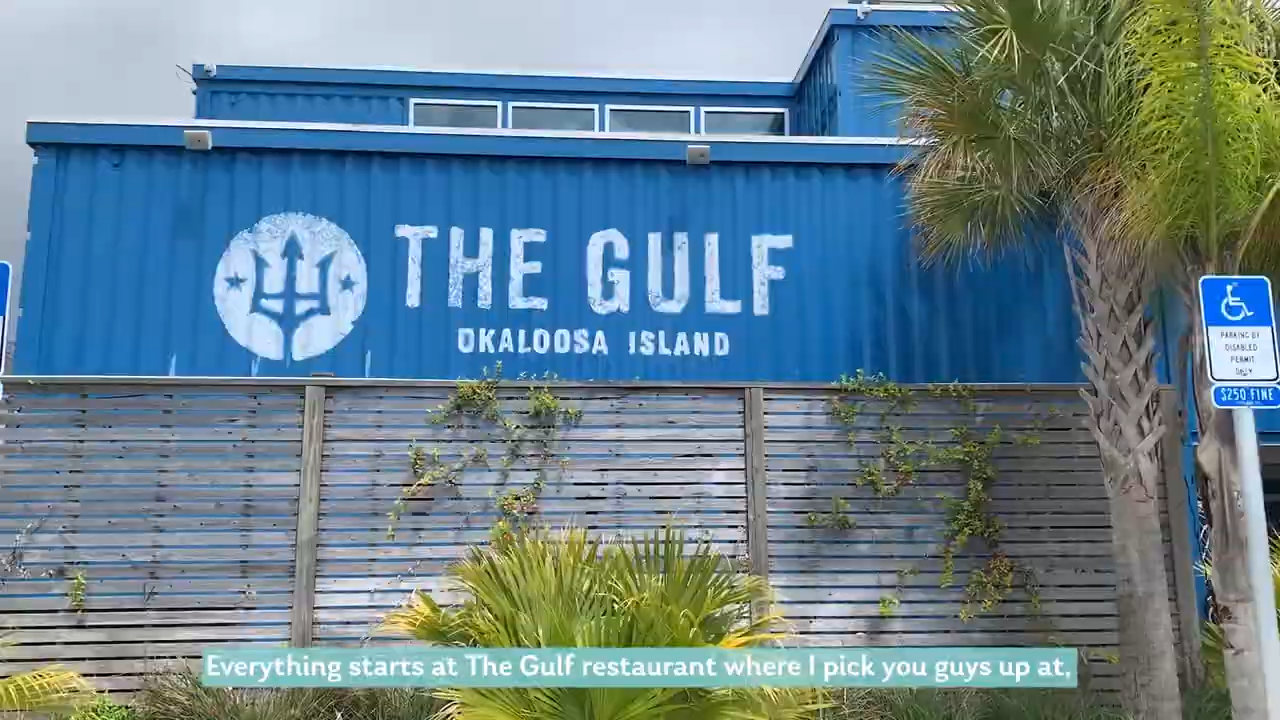 THE GULF
OKALOOSA ISLAND
PARKING BY
DISABLED
PERMIT
ONLY
$250 FINE
Everything starts at The Gulf restaurant where I pick you guys up at,